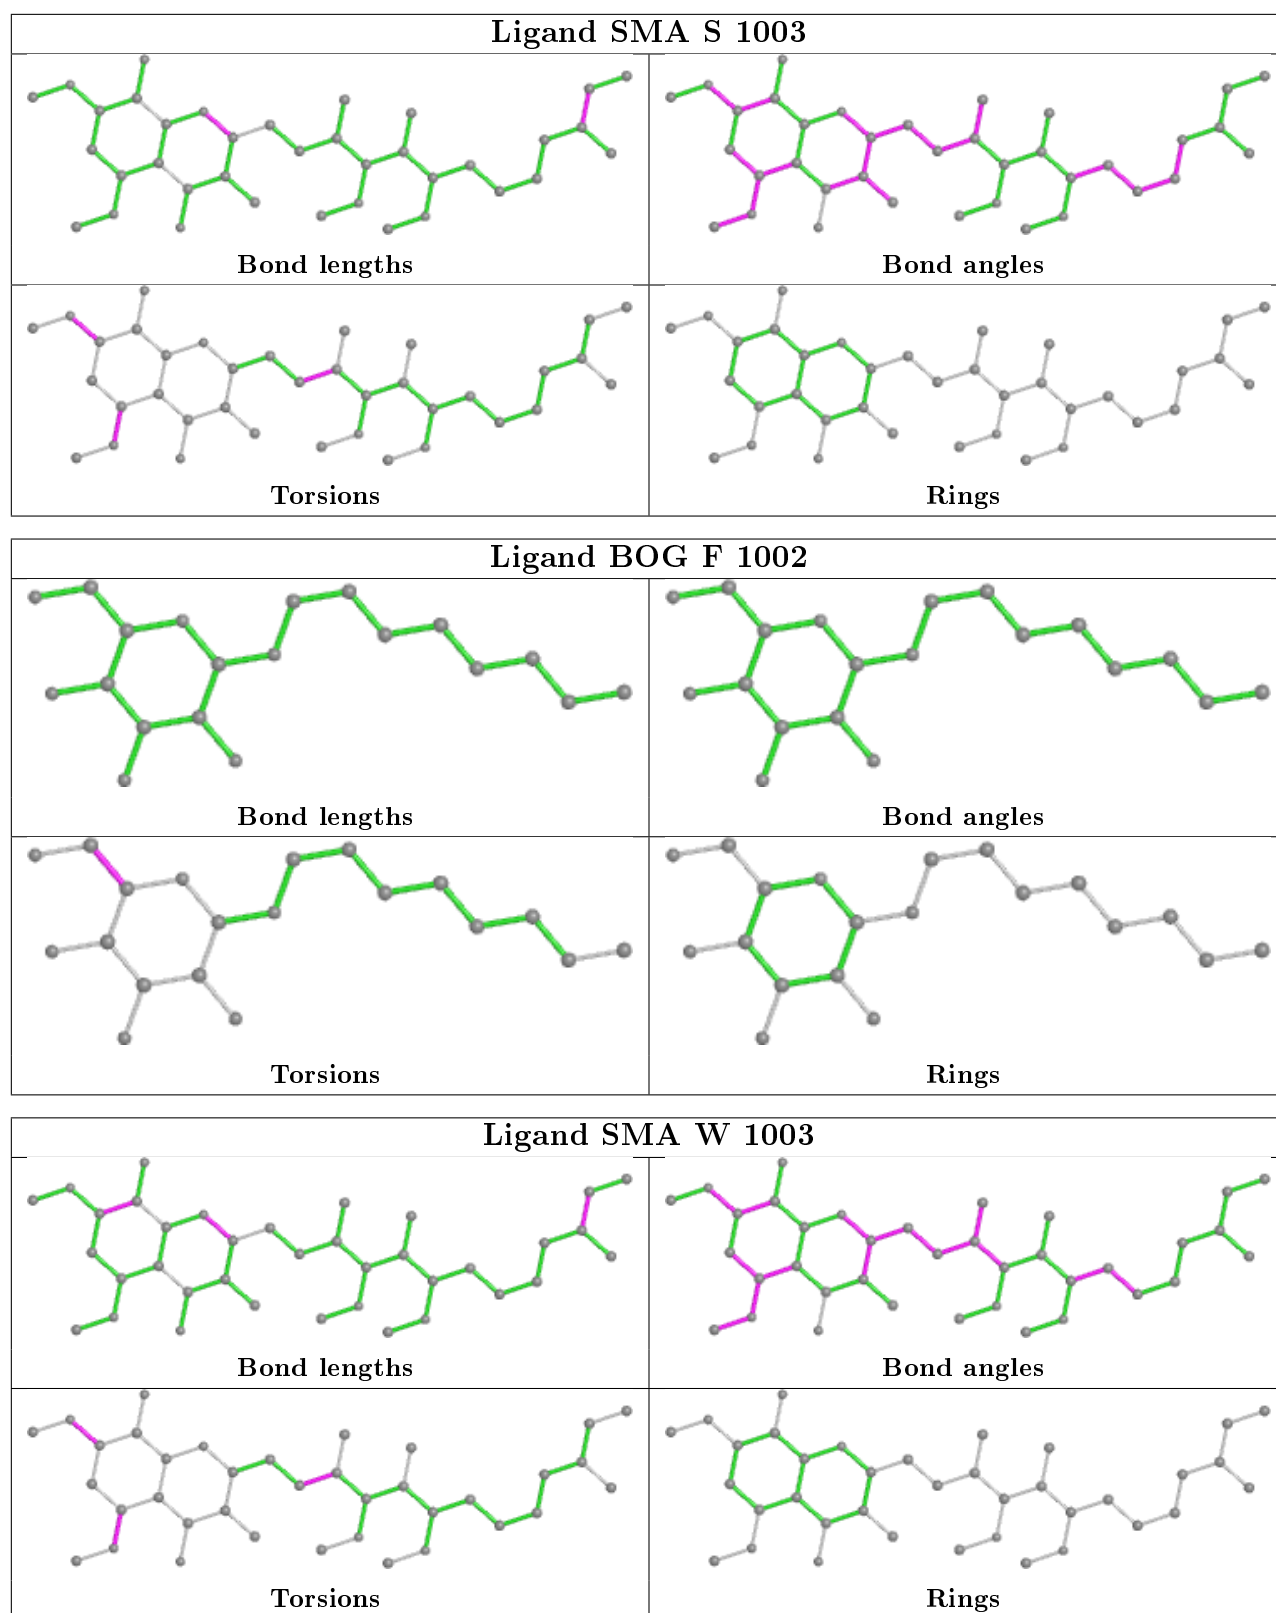 Ligand SMA S 1003
Bond lengths
Bond angles
Torsions
Rings
Ligand BOG F 1002
Bond lengths
Bond angles
Torsions
Rings
Ligand SMA W 1003
Bond lengths
Bond angles
Torsions
Rings